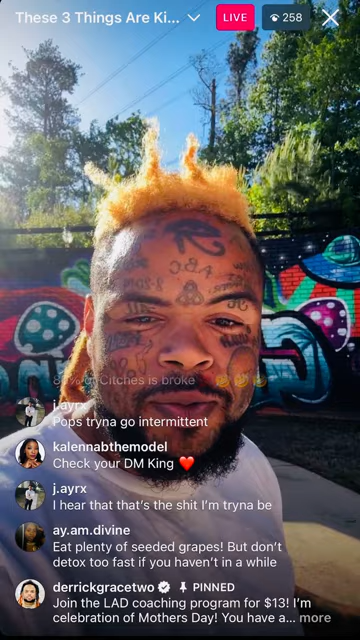 These 3 Things Are Ki...
LIVE
258
8 % of Citches is broke
j.ayrx
Pops tryna go intermittent
kalennabthemodel
Check your DM King ❤️
j.ayrx
I hear that that's the shit I'm tryna be
ay.am.divine
Eat plenty of seeded grapes! But don't
detox too fast if you haven't in a while
derrickgracetwo PINNED
Join the LAD coaching program for $13! I'm
celebration of Mothers Day! You have a... more